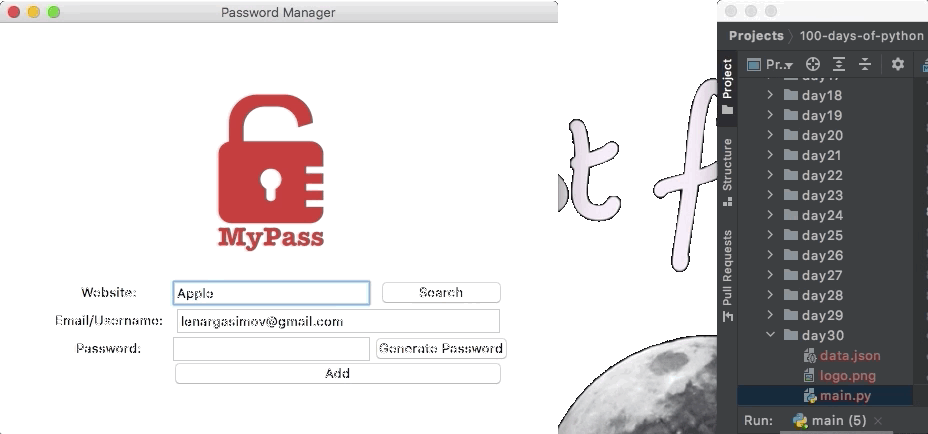 Password Manager
MyPass
Website:
Apple
Search
Email/Username:
lenargasimov@gmail.com
Password:
Generate Password
Add
Projects 〉 100-days-of-python
Project
Structure
Pull Requests
Pr..
day18
day19
day20
day21
day22
day23
day24
day25
day26
day27
day28
day29
day30
data.json
logo.png
main.py
Run: main (5) ×